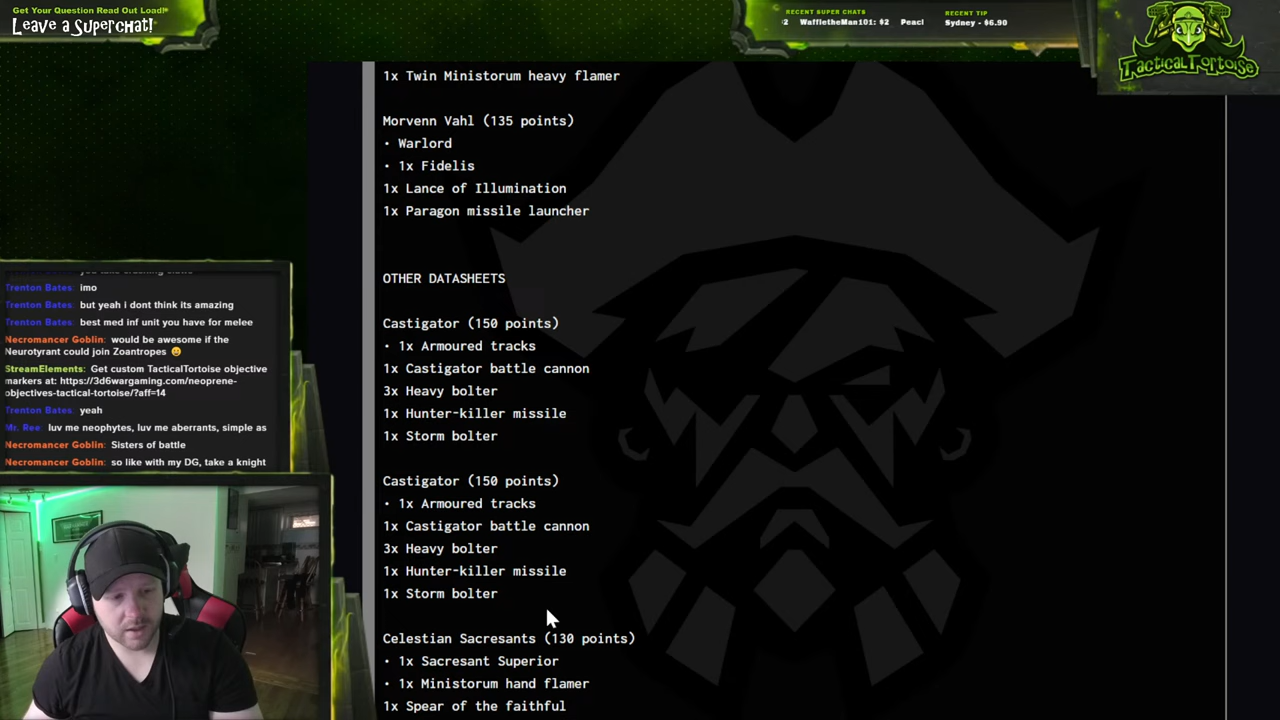 Get Your Question Read Out Load!
Leave a Superchat!
RECENT SUPER CHATS
WaffletheMan101: $2 Peacl
RECENT TIP
Sydney - $6.90
TacticalTortoise
1x Twin Ministorum heavy flamer
Morvenn Vahl (135 points)
• Warlord
• 1x Fidelis
1x Lance of Illumination
1x Paragon missile launcher
OTHER DATASHEETS
Castigator (150 points)
• 1x Armoured tracks
1x Castigator battle cannon
3x Heavy bolter
1x Hunter-killer missile
1x Storm bolter
Castigator (150 points)
• 1x Armoured tracks
1x Castigator battle cannon
3x Heavy bolter
1x Hunter-killer missile
1x Storm bolter
Celestian Sacresants (130 points)
• 1x Sacresant Superior
• 1x Ministorum hand flamer
1x Spear of the faithful
Trenton Bates: imo
Trenton Bates: but yeah i dont think its amazing
Trenton Bates: best med inf unit you have for melee
Necromancer Goblin: would be awesome if the
Neurotyrant could join Zoantropes
StreamElements: Get custom TacticalTortoise objective
markers at: https://3d6wargaming.com/neoprene-
objectives-tactical-tortoise/?aff=14
Trenton Bates: yeah
Mr. Ree: luv me neophytes, luv me aberrants, simple as
Necromancer Goblin: Sisters of battle
Necromancer Goblin: so like with my DG, take a knight